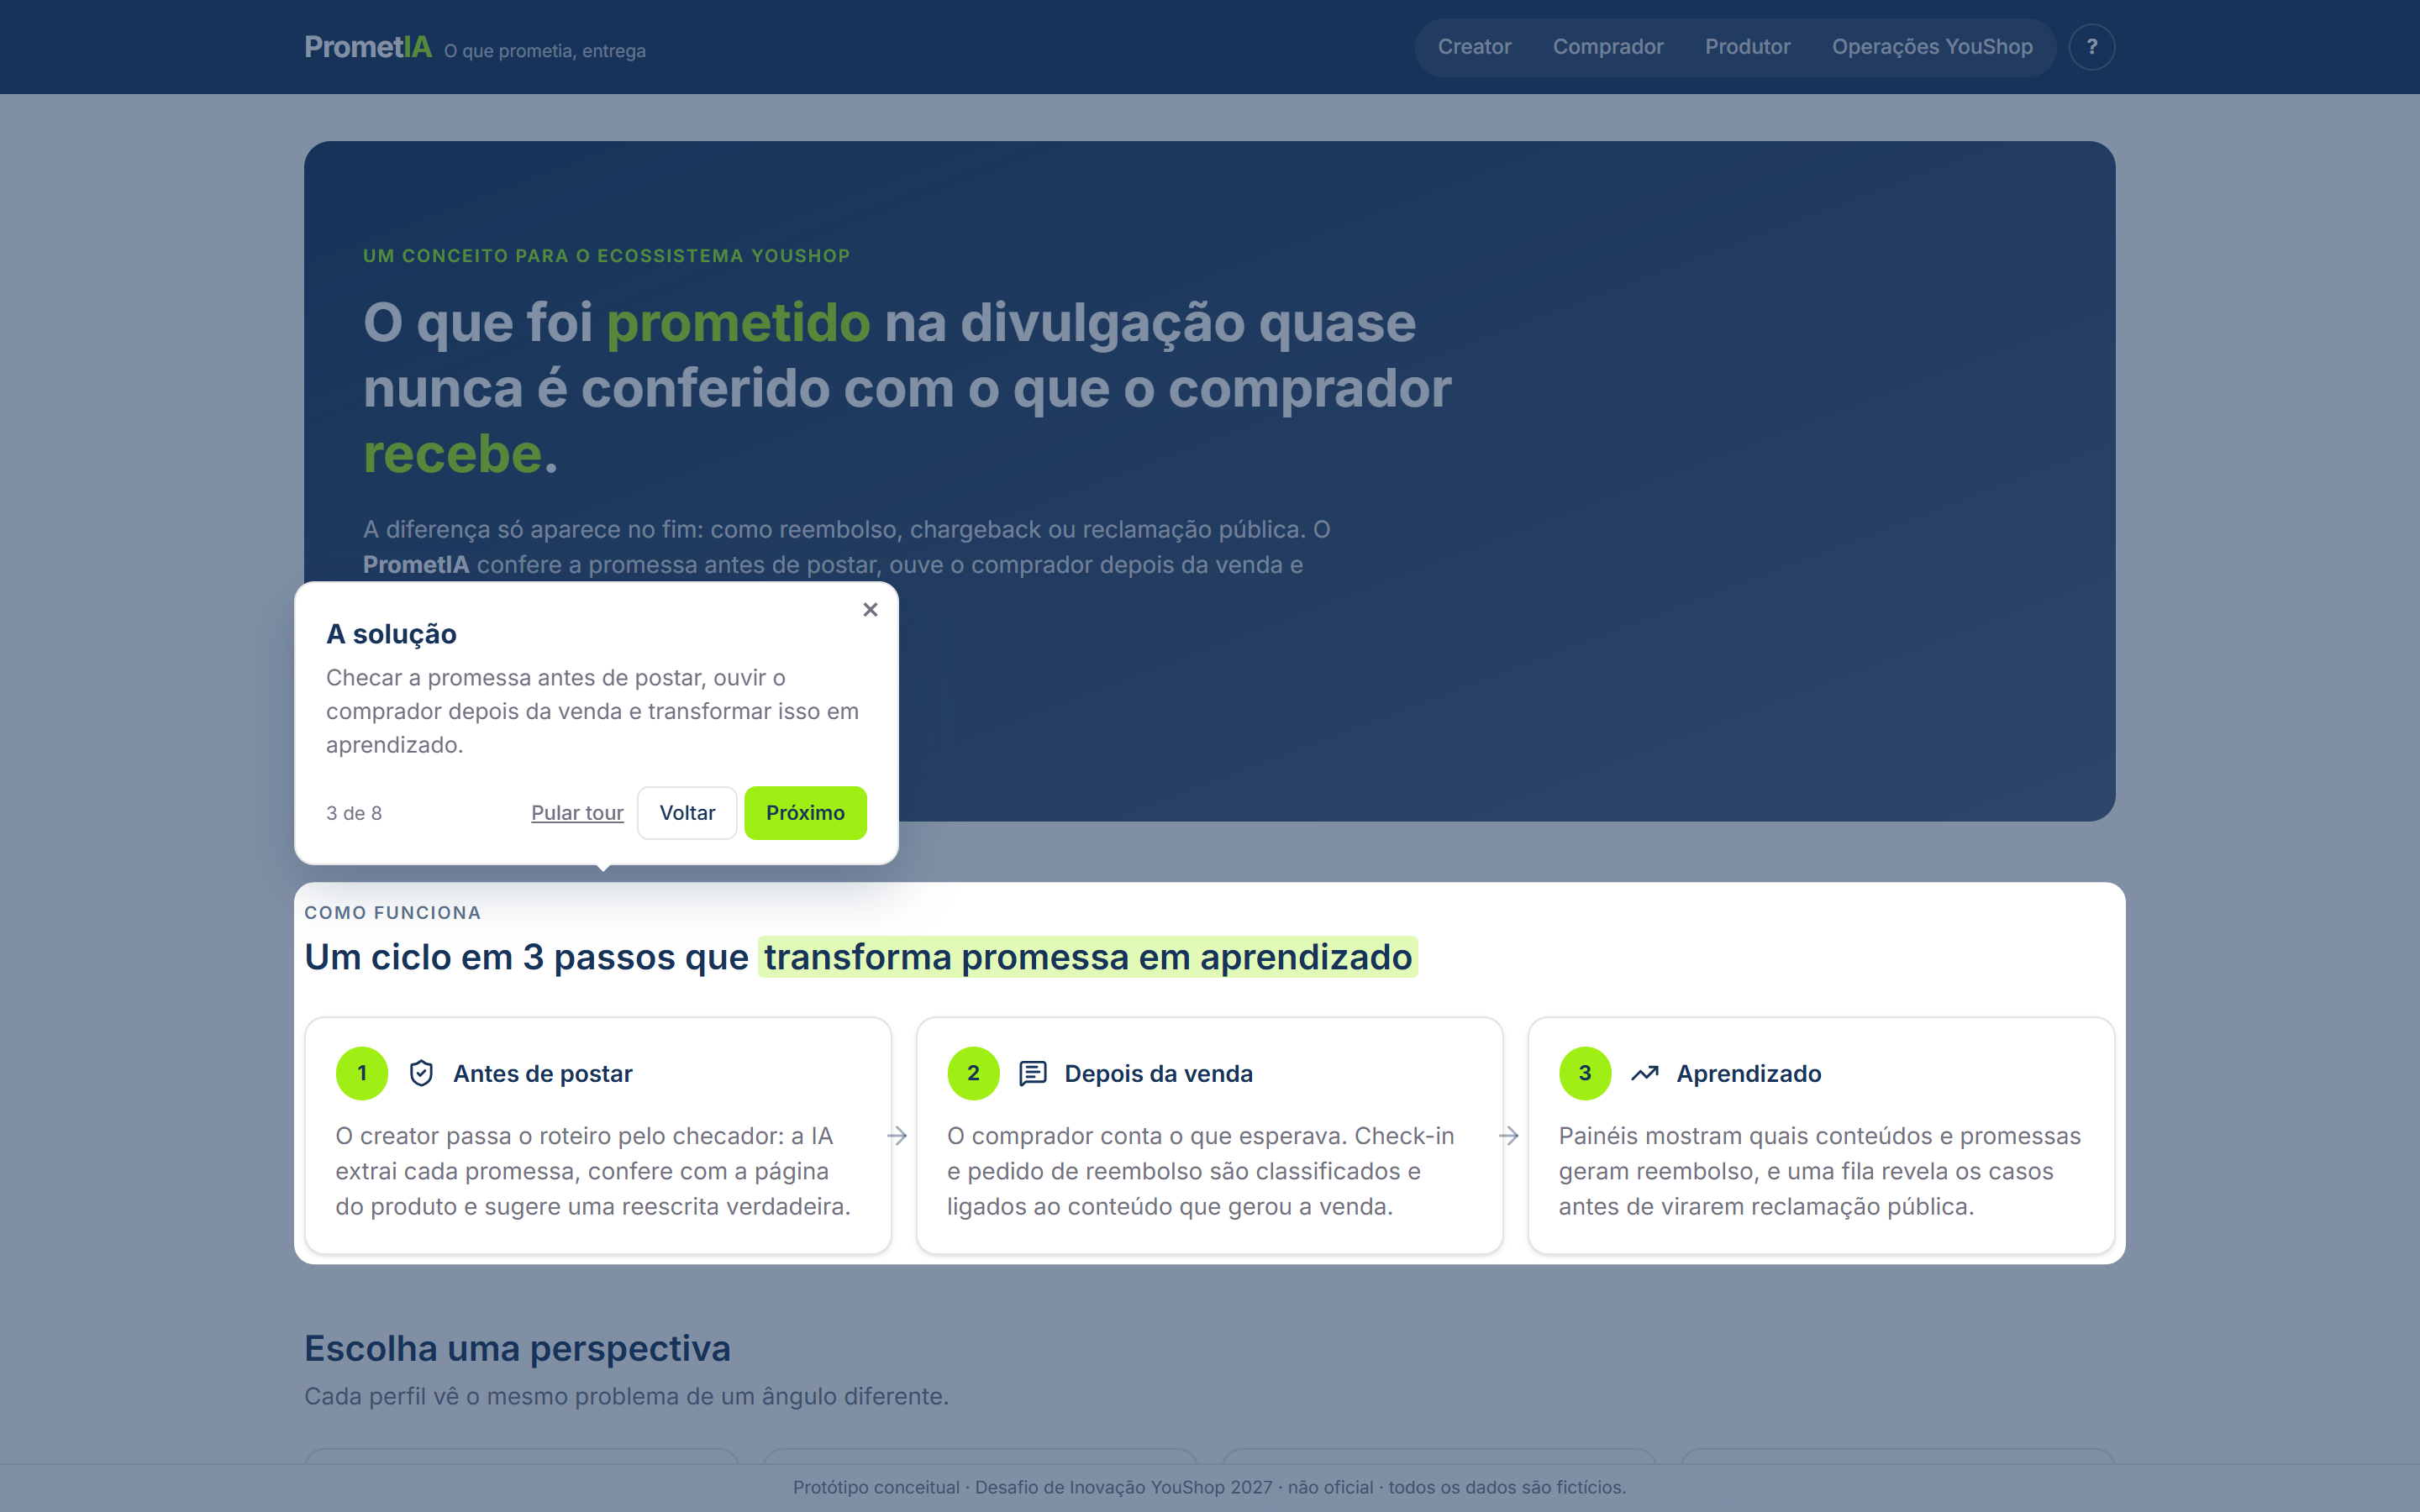 PrometIA O que prometia, entrega
Creator Comprador Produtor Operações YouShop ?
UM CONCEITO PARA O ECOSSISTEMA YOUSHOP
O que foi prometido na divulgação quase
nunca é conferido com o que o comprador
recebe.
A diferença só aparece no fim: como reembolso, chargeback ou reclamação pública. O
PrometIA confere a promessa antes de postar, ouve o comprador depois da venda e
A solução
Checar a promessa antes de postar, ouvir o
comprador depois da venda e transformar isso em
aprendizado.
3 de 8 Pular tour Voltar Próximo
COMO FUNCIONA
Um ciclo em 3 passos que transforma promessa em aprendizado
1 Antes de postar
O creator passa o roteiro pelo checador: a IA
extrai cada promessa, confere com a página
do produto e sugere uma reescrita verdadeira.
2 Depois da venda
O comprador conta o que esperava. Check-in
e pedido de reembolso são classificados e
ligados ao conteúdo que gerou a venda.
3 Aprendizado
Painéis mostram quais conteúdos e promessas
geram reembolso, e uma fila revela os casos
antes de virarem reclamação pública.
Escolha uma perspectiva
Cada perfil vê o mesmo problema de um ângulo diferente.
Protótipo conceitual · Desafio de Inovação YouShop 2027 · não oficial · todos os dados são fictícios.